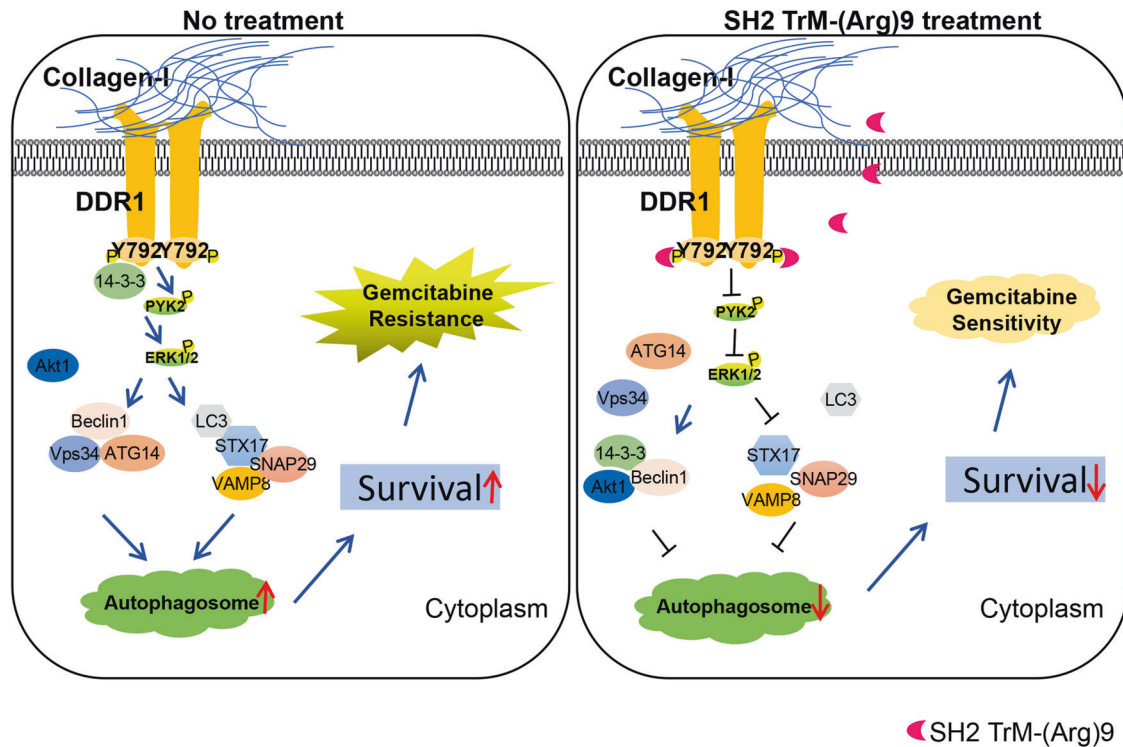 No treatment
Collagen-I
DDR1
Y792 Y792
P
P
14-3-3
P
PYK2
P
ERK1/2
Akt1
Beclin1
Vps34
ATG14
LC3
STX17
SNAP29
VAMP8
Gemcitabine
Resistance
Survival
Autophagosome
Cytoplasm
SH2 TrM-(Arg)9 treatment
Collagen-I
DDR1
Y792 Y792
P
P
P
PYK2
P
ERK1/2
ATG14
Vps34
14-3-3
Akt1
Beclin1
LC3
STX17
SNAP29
VAMP8
Gemcitabine
Sensitivity
Survival
Autophagosome
Cytoplasm
SH2 TrM-(Arg)9